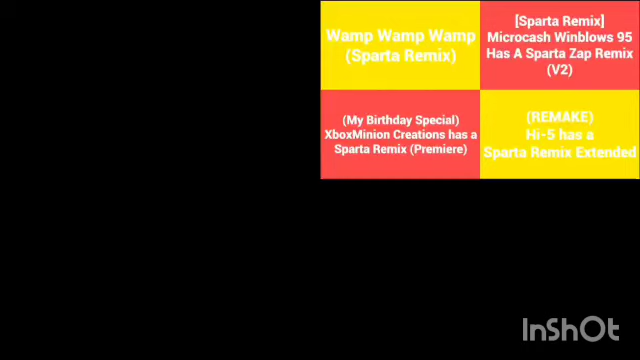 Wamp Wamp Wamp
(Sparta Remix)
[Sparta Remix]
Microcash Winblows 95
Has A Sparta Zap Remix
(V2)
(My Birthday Special)
XboxMinion Creations has a
Sparta Remix (Premiere)
(REMAKE)
Hi-5 has a
Sparta Remix Extended
InShOt